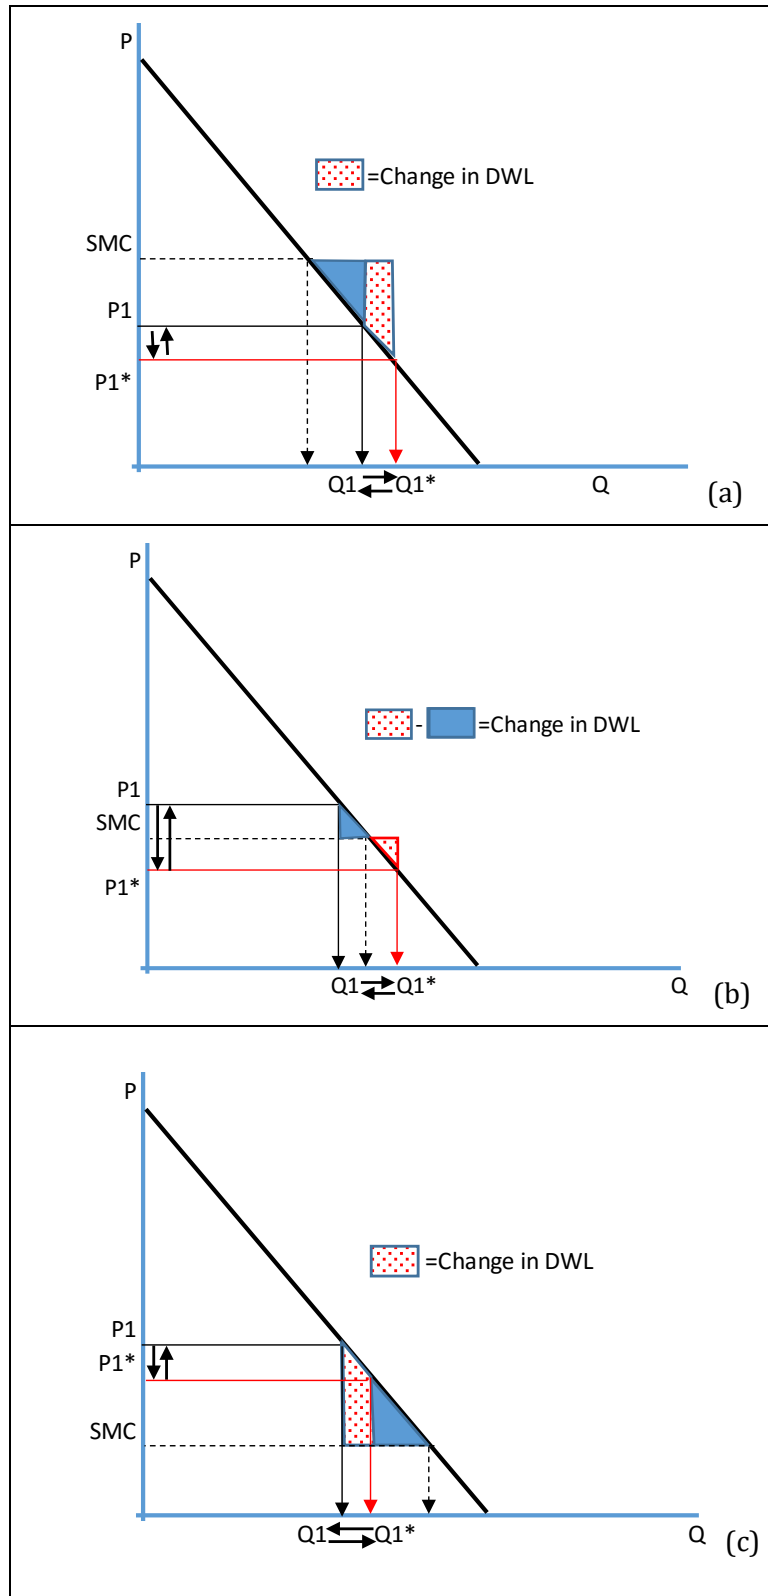 P
=Change in DWL
SMC
P1
P1*
Q1 Q1* Q
(a)
P
- =Change in DWL
P1
SMC
P1*
Q1 Q1* Q
(b)
P
=Change in DWL
P1
P1*
SMC
Q1 Q1* Q
(c)